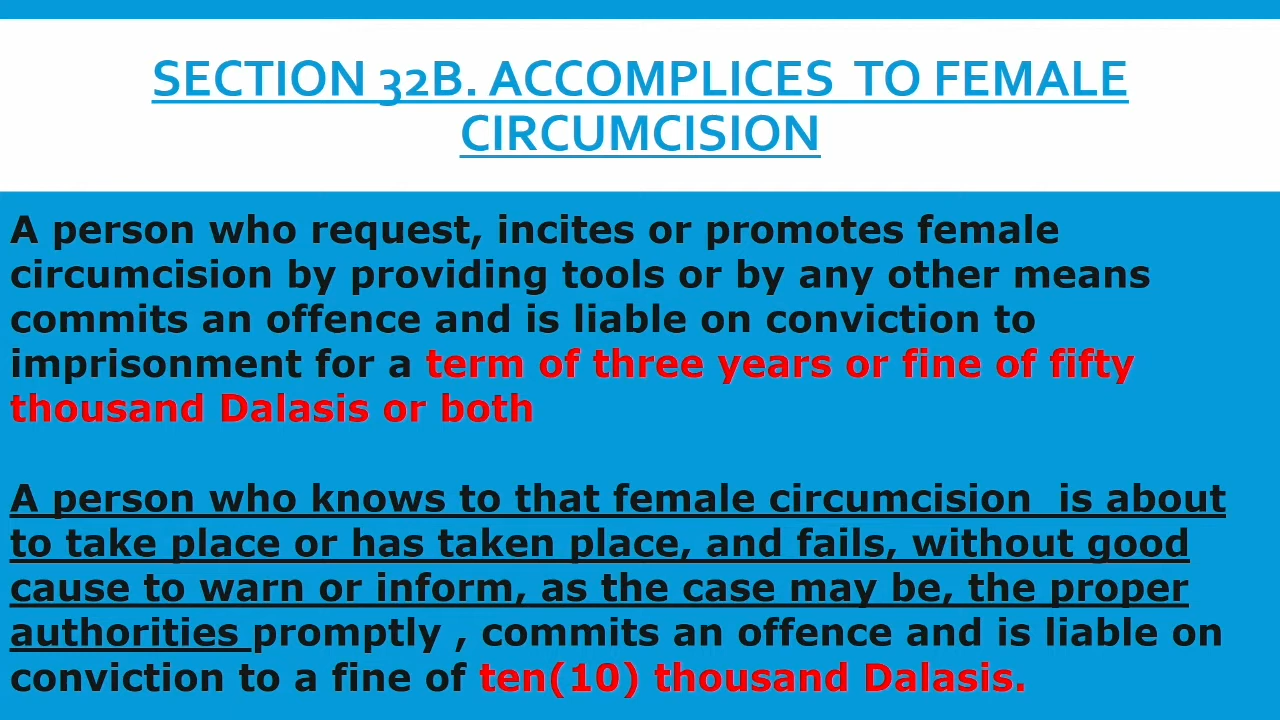 SECTION 32B. ACCOMPLICES TO FEMALE
CIRCUMCISION
A person who request, incites or promotes female
circumcision by providing tools or by any other means
commits an offence and is liable on conviction to
imprisonment for a term of three years or fine of fifty
thousand Dalasis or both
A person who knows to that female circumcision is about
to take place or has taken place, and fails, without good
cause to warn or inform, as the case may be, the proper
authorities promptly , commits an offence and is liable on
conviction to a fine of ten(10) thousand Dalasis.